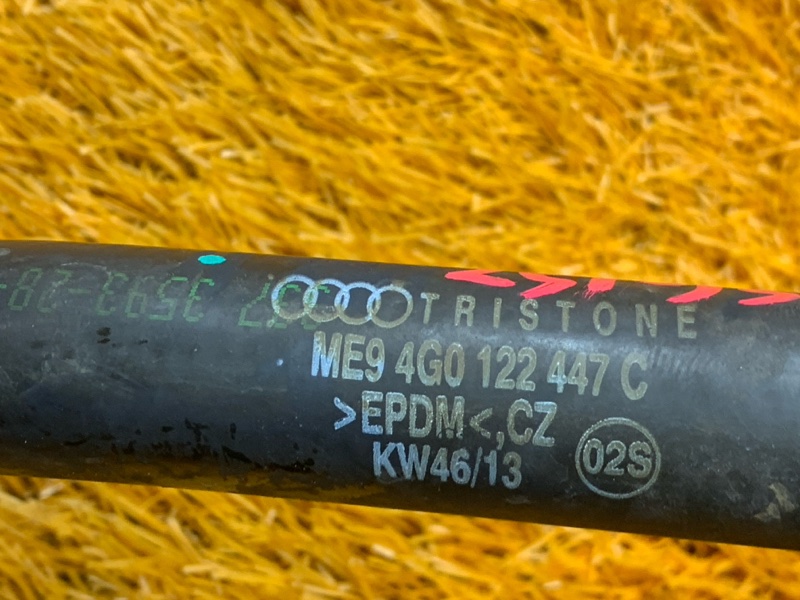 TRISTONE
ME9 4G0 122 447 C
>EPDM<,CZ
KW46/13
02S